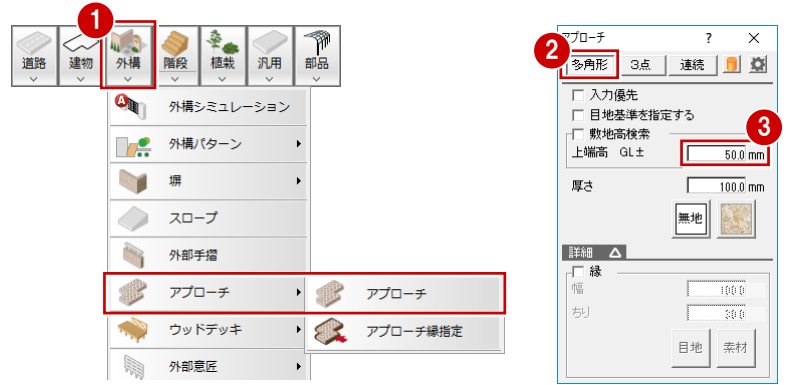 1
道路 建物 外構 階段 植栽 汎用 部品
外構シミュレーション
外構パターン
塀
スロープ
外部手摺
アプローチ
アプローチ
ウッドデッキ
アプローチ縁指定
外部意匠
アプローチ ? ×
2
多角形 3点 連続
入力優先
目地基準を指定する
敷地高検索
3
上端高 GL± 50.0 mm
厚さ 100.0 mm
無地
詳細
縁
幅 100.0
ちり 30.0
目地 素材